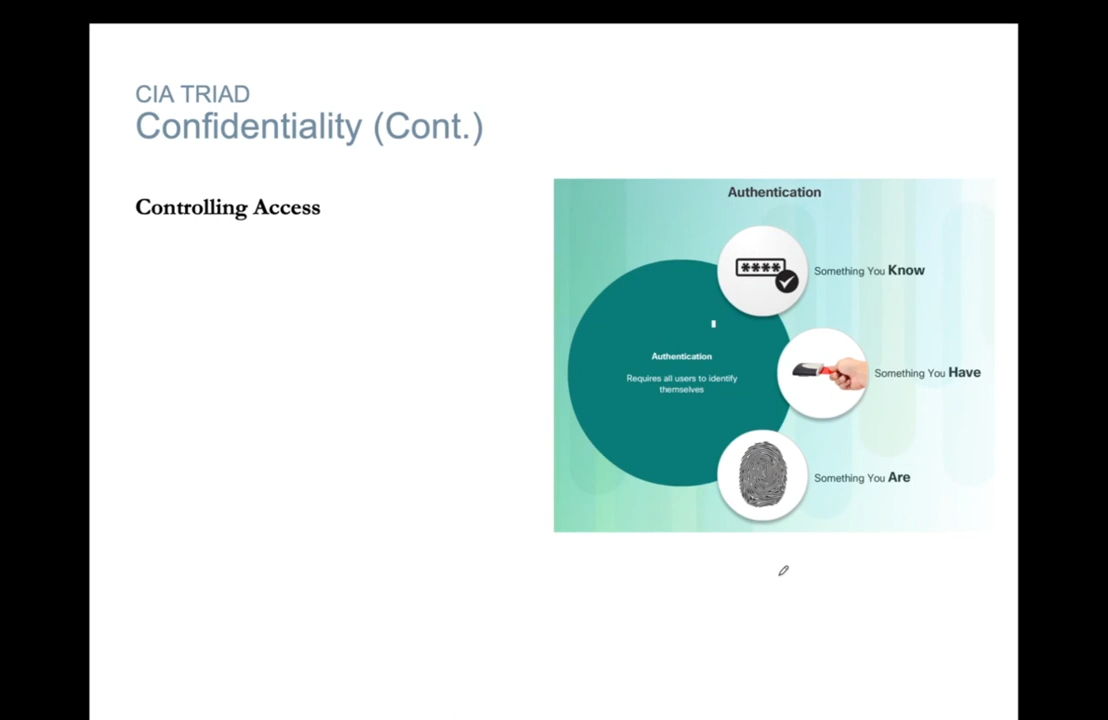 CIA TRIAD
Confidentiality (Cont.)
Controlling Access
Authentication
****
Something You Know
Authentication
Requires all users to identify
themselves
Something You Have
Something You Are